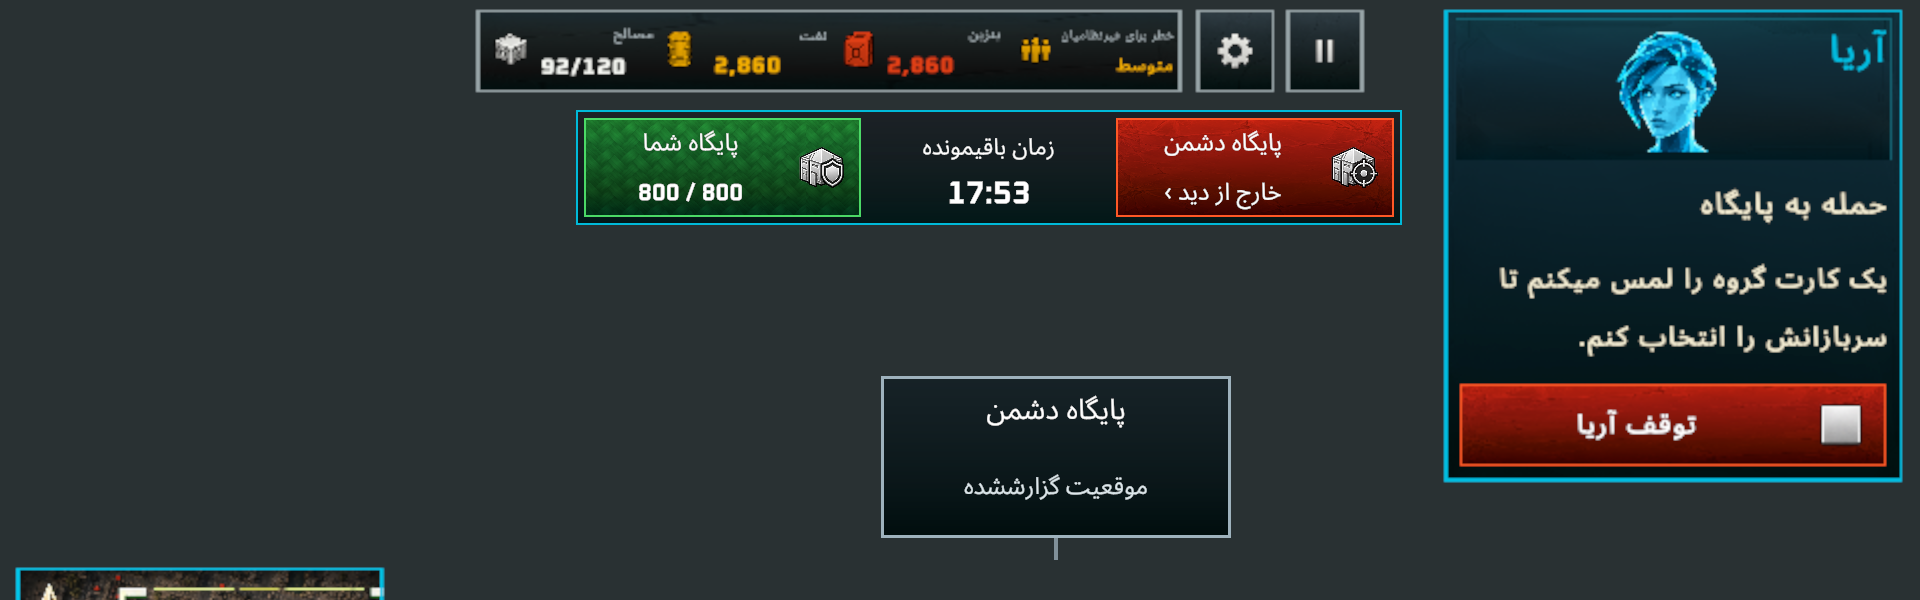 خطر برای غیرنظامیان
متوسط
بنزین
2,860
نفت
2,860
مصالح
92/120
پایگاه دشمن
خارج از دید ›
زمان باقیمونده
17:53
پایگاه شما
800 / 800
آریا
حمله به پایگاه
یک کارت گروه را لمس میکنم تا
سربازانش را انتخاب کنم.
توقف آریا
پایگاه دشمن
موقعیت گزارششده